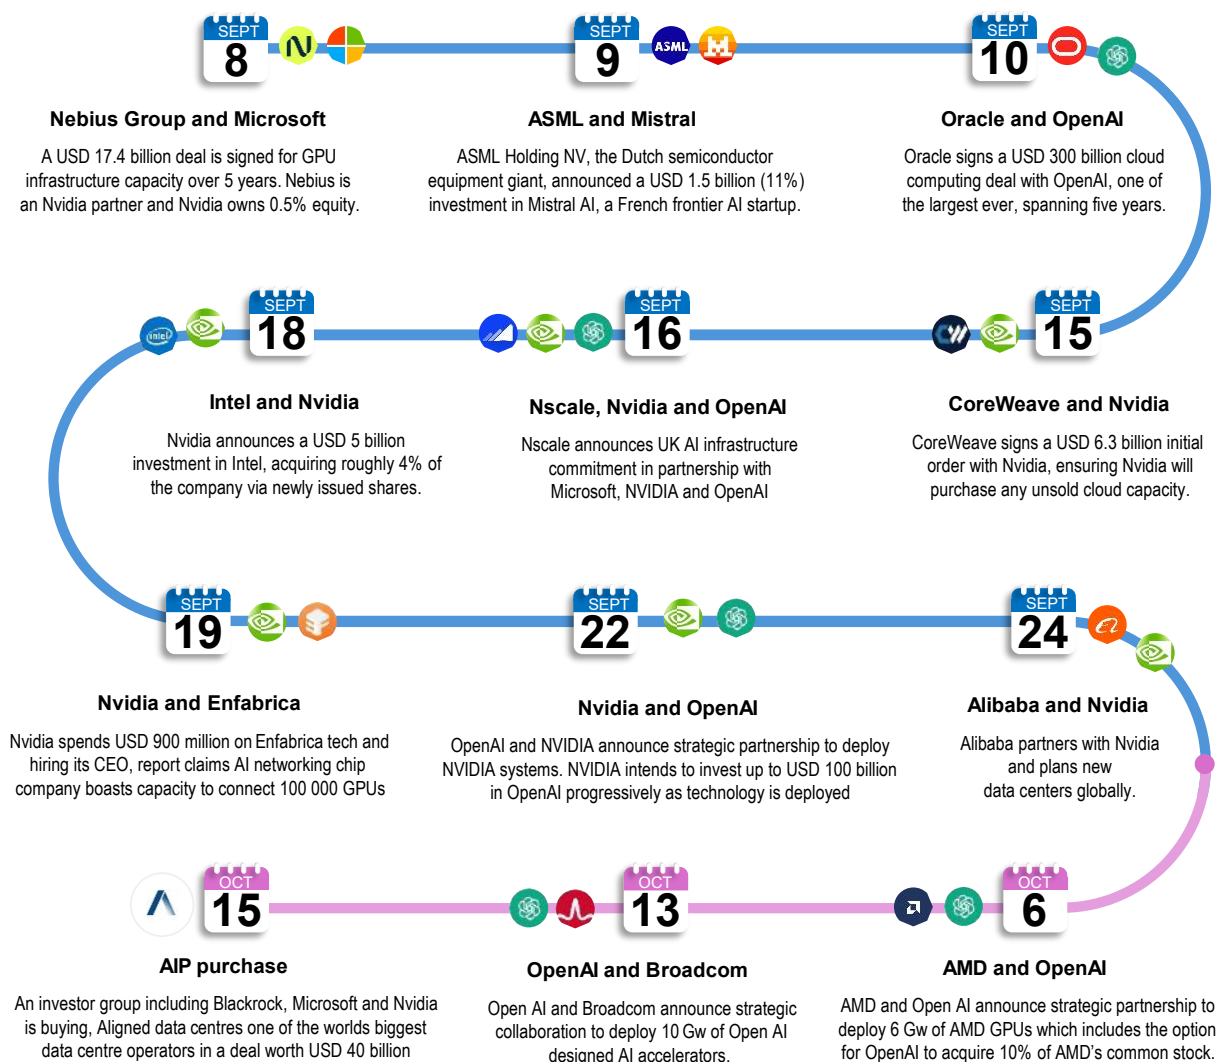 SEPT
8
Nebius Group and Microsoft
A USD 17.4 billion deal is signed for GPU
infrastructure capacity over 5 years. Nebius is
an Nvidia partner and Nvidia owns 0.5% equity.
SEPT
9
ASML
ASML and Mistral
ASML Holding NV, the Dutch semiconductor
equipment giant, announced a USD 1.5 billion (11%)
investment in Mistral AI, a French frontier AI startup.
SEPT
10
Oracle and OpenAI
Oracle signs a USD 300 billion cloud
computing deal with OpenAI, one of
the largest ever, spanning five years.
SEPT
15
CoreWeave and Nvidia
CoreWeave signs a USD 6.3 billion initial
order with Nvidia, ensuring Nvidia will
purchase any unsold cloud capacity.
SEPT
16
Nscale, Nvidia and OpenAI
Nscale announces UK AI infrastructure
commitment in partnership with
Microsoft, NVIDIA and OpenAI
intel
SEPT
18
Intel and Nvidia
Nvidia announces a USD 5 billion
investment in Intel, acquiring roughly 4% of
the company via newly issued shares.
SEPT
19
Nvidia and Enfabrica
Nvidia spends USD 900 million on Enfabrica tech and
hiring its CEO, report claims AI networking chip
company boasts capacity to connect 100 000 GPUs
SEPT
22
Nvidia and OpenAI
OpenAI and NVIDIA announce strategic partnership to deploy
NVIDIA systems. NVIDIA intends to invest up to USD 100 billion
in OpenAI progressively as technology is deployed
SEPT
24
Alibaba and Nvidia
Alibaba partners with Nvidia
and plans new
data centers globally.
OCT
6
AMD and OpenAI
AMD and Open AI announce strategic partnership to
deploy 6 Gw of AMD GPUs which includes the option
for OpenAI to acquire 10% of AMD's common stock.
OCT
13
OpenAI and Broadcom
Open AI and Broadcom announce strategic
collaboration to deploy 10 Gw of Open AI
designed AI accelerators.
OCT
15
AIP purchase
An investor group including Blackrock, Microsoft and Nvidia
is buying, Aligned data centres one of the worlds biggest
data centre operators in a deal worth USD 40 billion